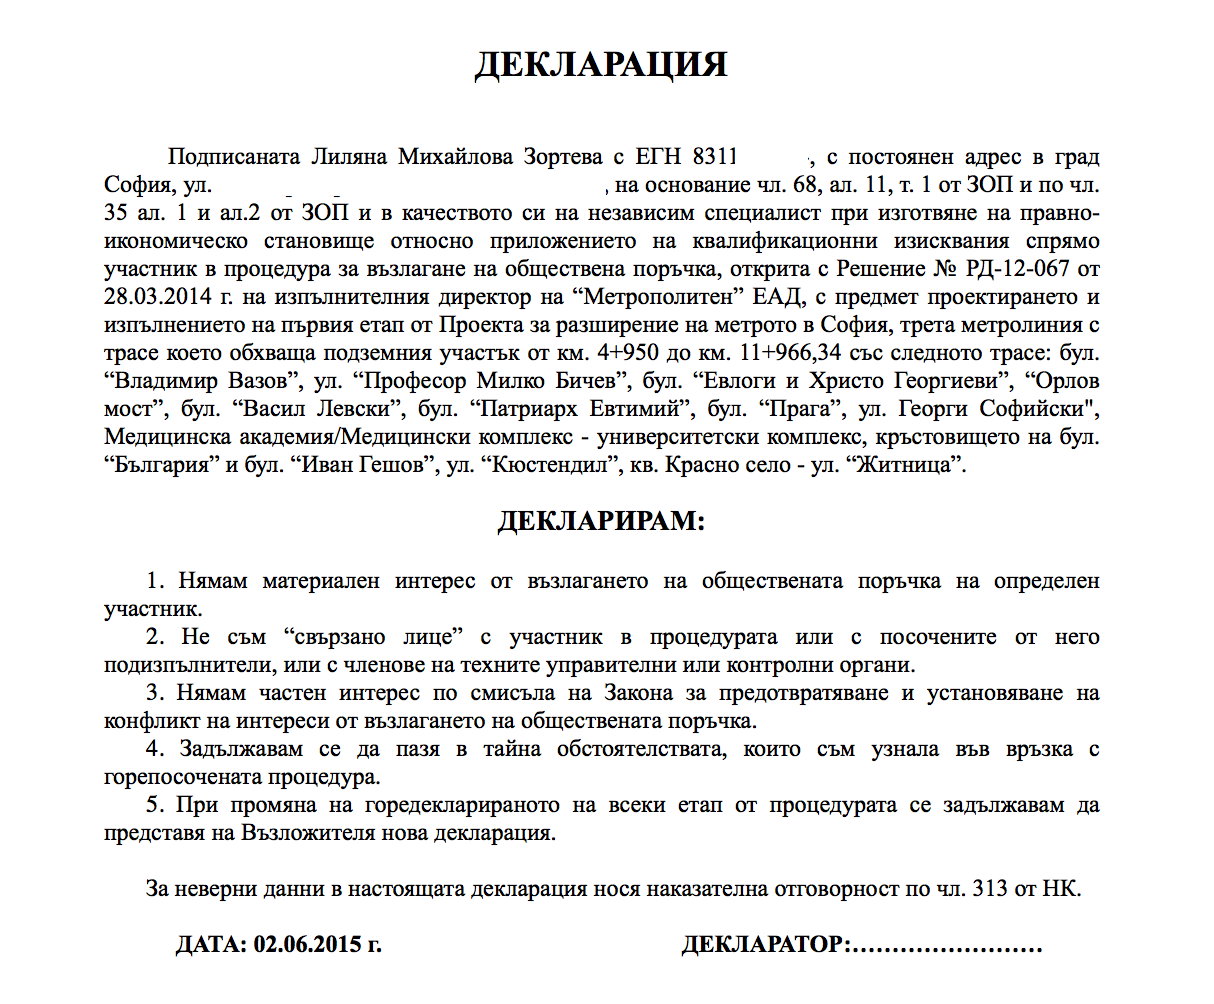 ДЕКЛАРАЦИЯ
Подписаната Лиляна Михайлова Зортева с ЕГН 8311 , с постоянен адрес в град
София, ул. , на основание чл. 68, ал. 11, т. 1 от ЗОП и по чл.
35 ал. 1 и ал.2 от ЗОП и в качеството си на независим специалист при изготвяне на правно-
икономическо становище относно приложението на квалификационни изисквания спрямо
участник в процедура за възлагане на обществена поръчка, открита с Решение № РД-12-067 от
28.03.2014 г. на изпълнителния директор на “Метрополитен” ЕАД, с предмет проектирането и
изпълнението на първия етап от Проекта за разширение на метрото в София, трета метролиния с
трасе което обхваща подземния участък от км. 4+950 до км. 11+966,34 със следното трасе: бул.
“Владимир Вазов”, ул. “Професор Милко Бичев”, бул. “Евлоги и Христо Георгиеви”, “Орлов
мост”, бул. “Васил Левски”, бул. “Патриарх Евтимий”, бул. “Прага”, ул. Георги Софийски",
Медицинска академия/Медицински комплекс - университетски комплекс, кръстовището на бул.
“България” и бул. “Иван Гешов”, ул. “Кюстендил”, кв. Красно село - ул. “Житница”.
ДЕКЛАРИРАМ:
1. Нямам материален интерес от възлагането на обществената поръчка на определен
участник.
2. Не съм “свързано лице” с участник в процедурата или с посочените от него
подизпълнители, или с членове на техните управителни или контролни органи.
3. Нямам частен интерес по смисъла на Закона за предотвратяване и установяване на
конфликт на интереси от възлагането на обществената поръчка.
4. Задължавам се да пазя в тайна обстоятелствата, които съм узнала във връзка с
горепосочената процедура.
5. При промяна на горедекларираното на всеки етап от процедурата се задължавам да
представя на Възложителя нова декларация.
За неверни данни в настоящата декларация нося наказателна отговорност по чл. 313 от НК.
ДАТА: 02.06.2015 г. ДЕКЛАРАТОР:……………………